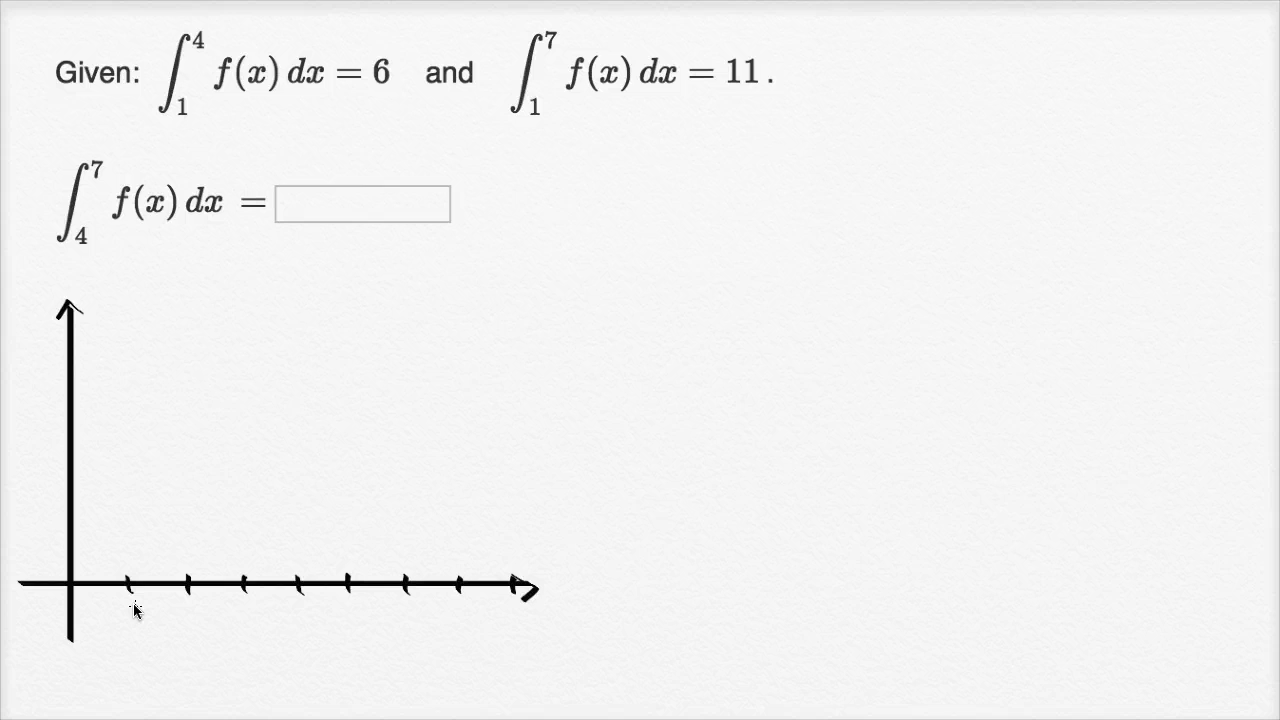 Given: ∫₁⁴ f(x) dx = 6 and ∫₁⁷ f(x) dx = 11 .
∫₄⁷ f(x) dx =